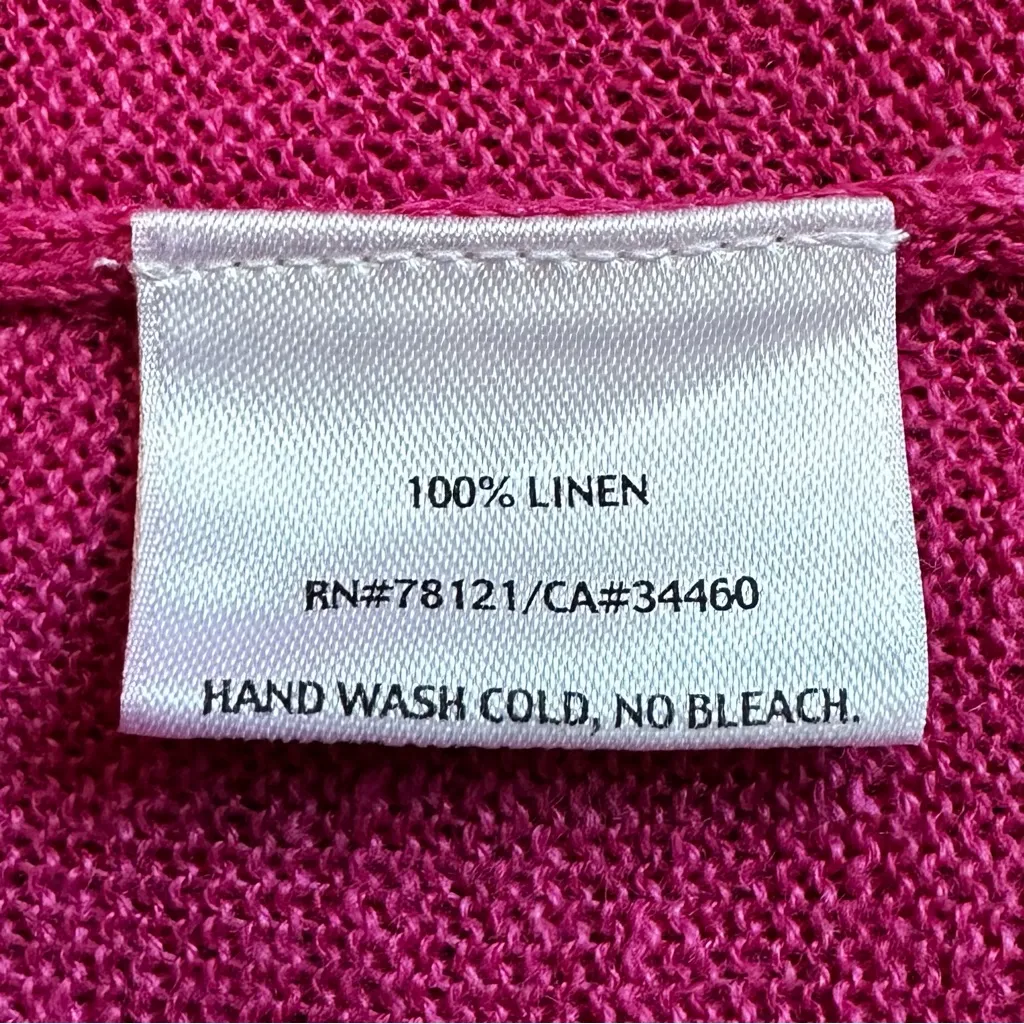 100% LINEN
RN#78121/CA#34460
HAND WASH COLD, NO BLEACH.